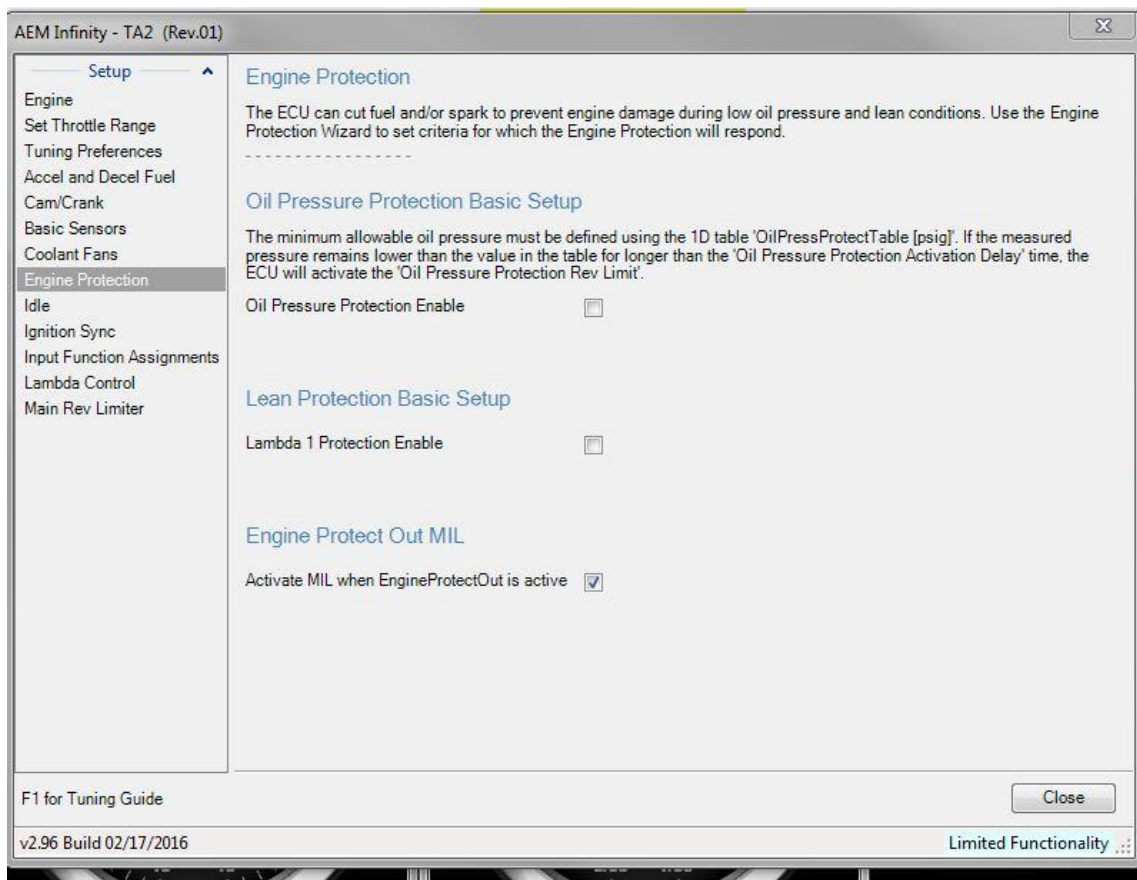 AEM Infinity - TA2 (Rev.01)
Setup
Engine
Set Throttle Range
Tuning Preferences
Accel and Decel Fuel
Cam/Crank
Basic Sensors
Coolant Fans
Engine Protection
Idle
Ignition Sync
Input Function Assignments
Lambda Control
Main Rev Limiter
Engine Protection
The ECU can cut fuel and/or spark to prevent engine damage during low oil pressure and lean conditions. Use the Engine
Protection Wizard to set criteria for which the Engine Protection will respond.
- - - - - - - - - - - - - - - - -
Oil Pressure Protection Basic Setup
The minimum allowable oil pressure must be defined using the 1D table 'OilPressProtectTable [psig]'. If the measured
pressure remains lower than the value in the table for longer than the 'Oil Pressure Protection Activation Delay' time, the
ECU will activate the 'Oil Pressure Protection Rev Limit'.
Oil Pressure Protection Enable
Lean Protection Basic Setup
Lambda 1 Protection Enable
Engine Protect Out MIL
Activate MIL when EngineProtectOut is active
F1 for Tuning Guide
Close
v2.96 Build 02/17/2016
Limited Functionality